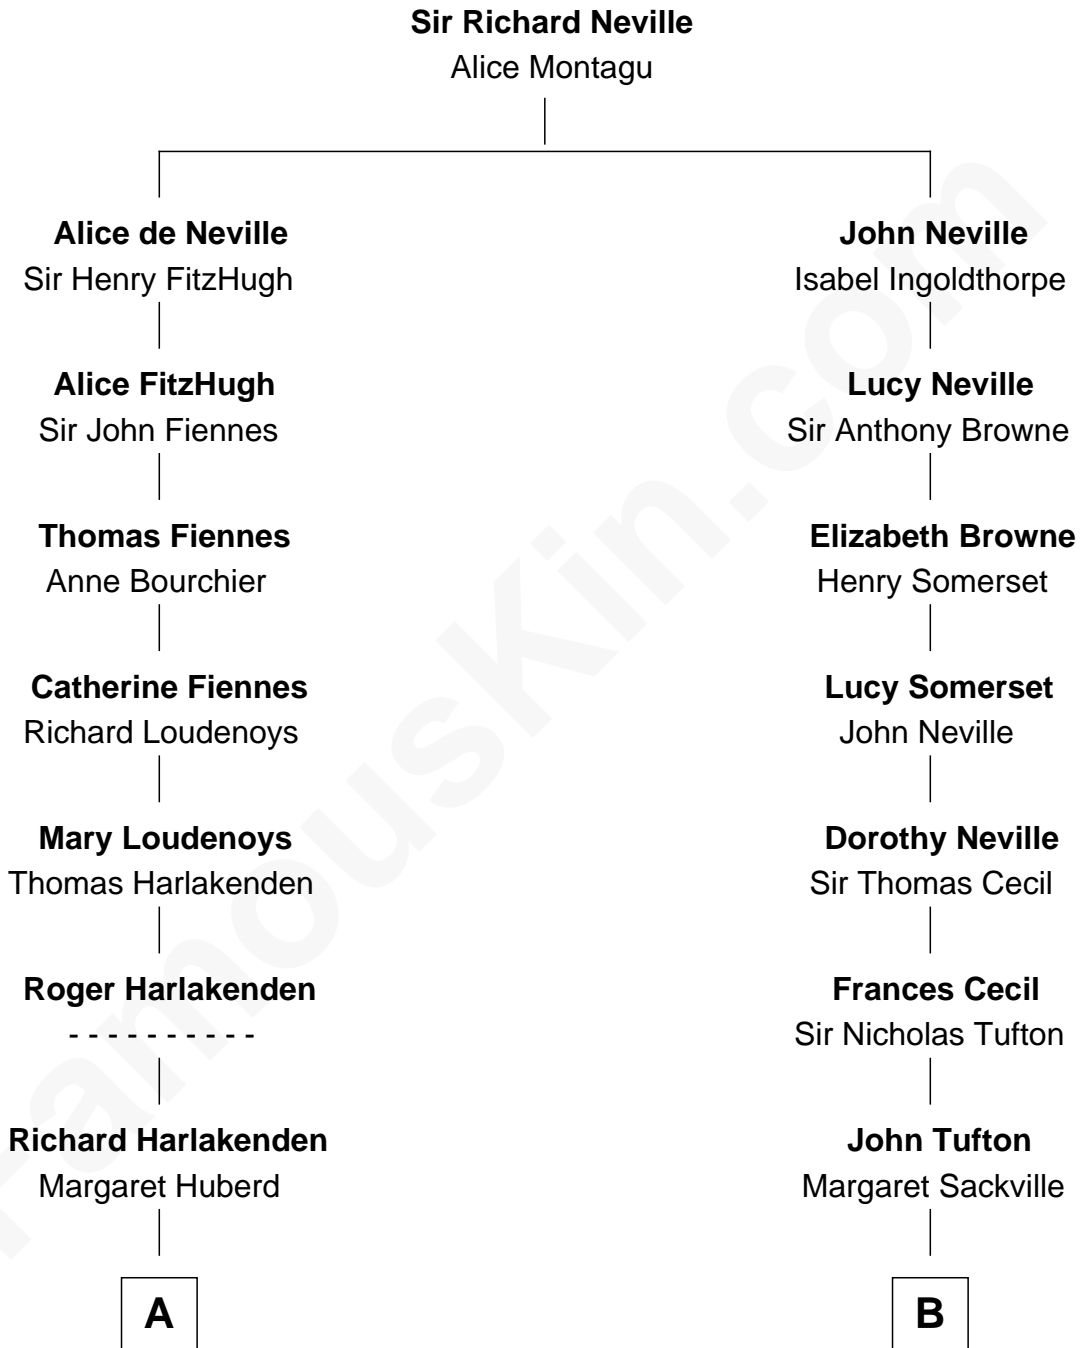 Sir Richard Neville
Alice Montagu
Alice de Neville
Sir Henry FitzHugh
John Neville
Isabel Ingoldthorpe
Alice FitzHugh
Sir John Fiennes
Lucy Neville
Sir Anthony Browne
Thomas Fiennes
Anne Bourchier
Elizabeth Browne
Henry Somerset
Catherine Fiennes
Richard Loudenoys
Lucy Somerset
John Neville
Mary Loudenoys
Thomas Harlakenden
Dorothy Neville
Sir Thomas Cecil
Roger Harlakenden
- - - - - - - - - -
Frances Cecil
Sir Nicholas Tufton
Richard Harlakenden
Margaret Huberd
John Tufton
Margaret Sackville
A
B
FamousKin.com